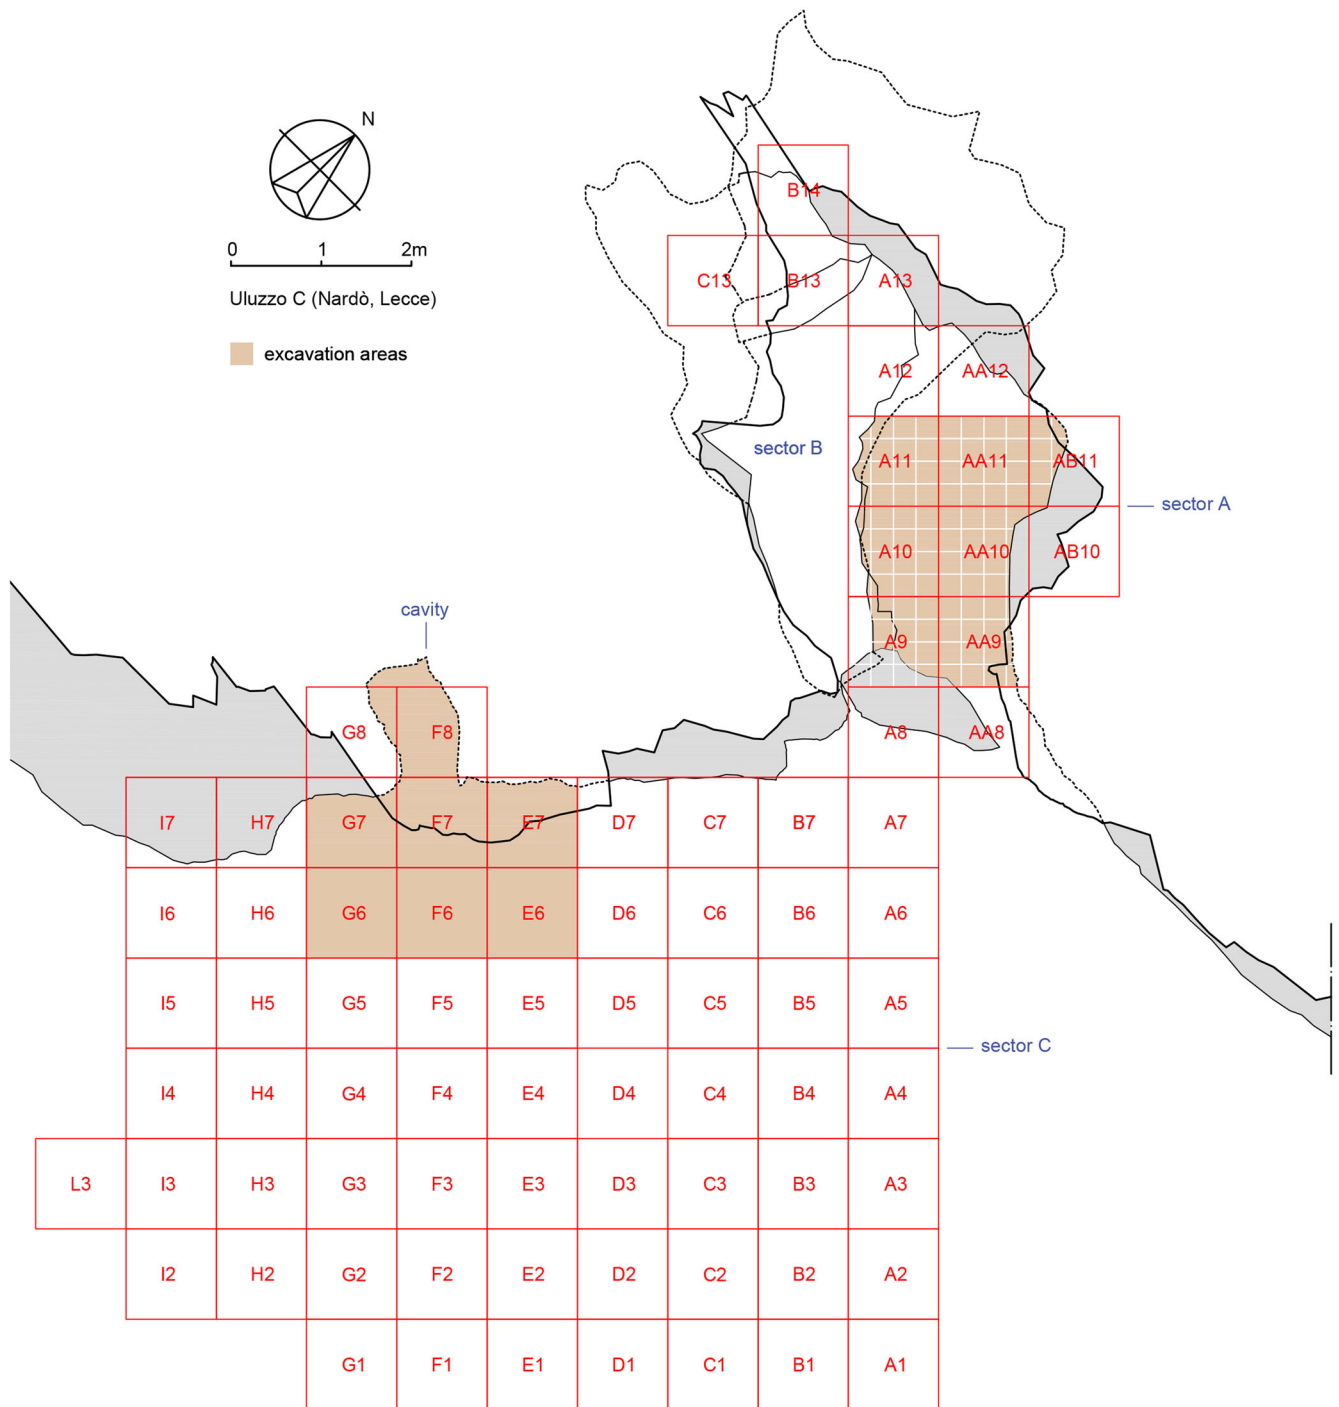 N
0 1 2m
Uluzzo C (Nardò, Lecce)
excavation areas
B14
C13 B13 A13
A12 AA12
sector B
A11 AA11 AB11
sector A
A10 AA10 AB10
cavity
A9 AA9
G8 F8 A8 AA8
I7 H7 G7 F7 E7 D7 C7 B7 A7
I6 H6 G6 F6 E6 D6 C6 B6 A6
I5 H5 G5 F5 E5 D5 C5 B5 A5
sector C
I4 H4 G4 F4 E4 D4 C4 B4 A4
L3 I3 H3 G3 F3 E3 D3 C3 B3 A3
I2 H2 G2 F2 E2 D2 C2 B2 A2
G1 F1 E1 D1 C1 B1 A1